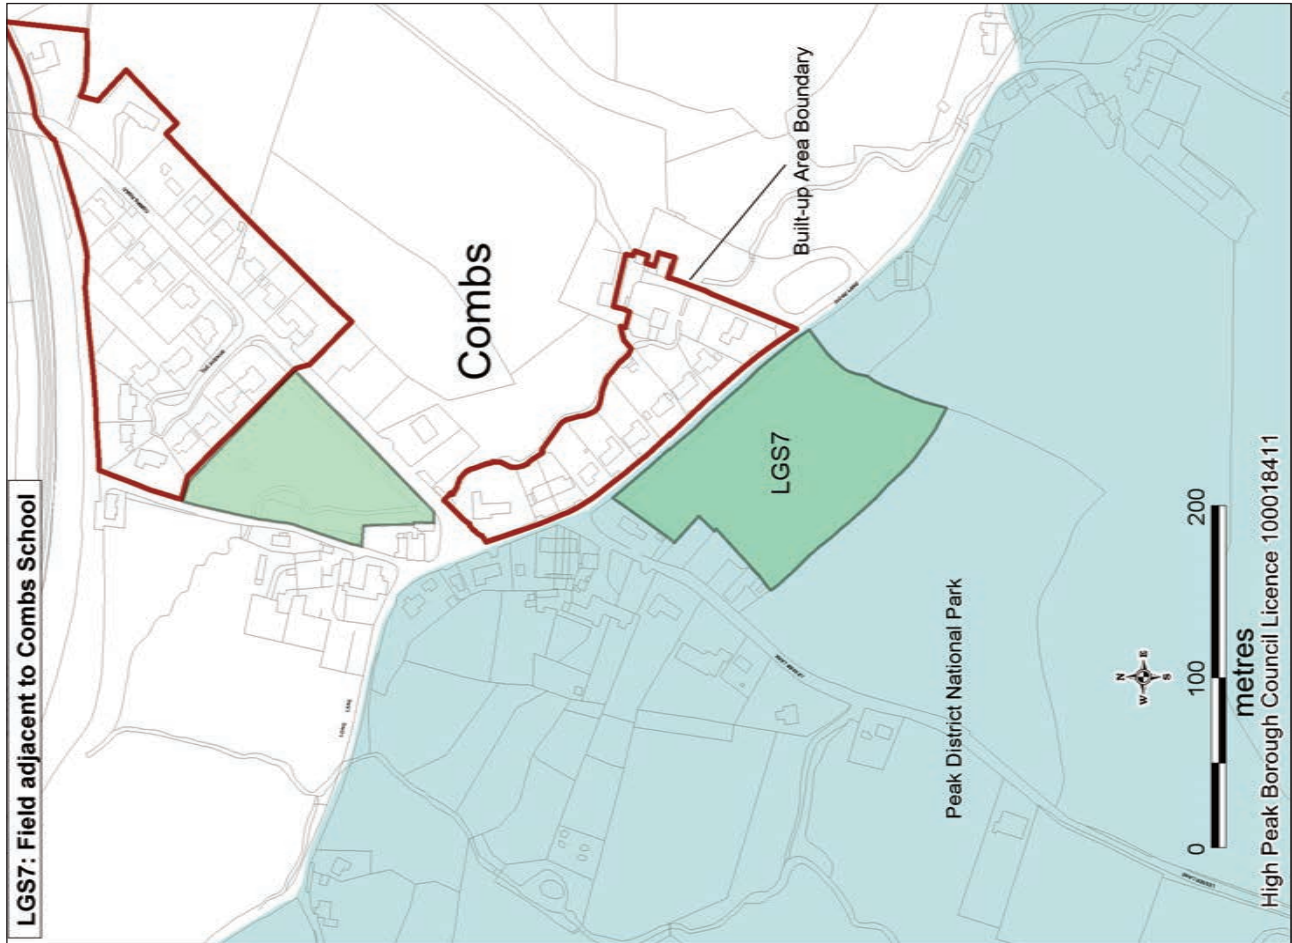 LGS7: Field adjacent to Combs School
Combs
Built-up Area Boundary
LGS7
Peak District National Park
N
W E
S
0 100 200
metres
High Peak Borough Council Licence 100018411